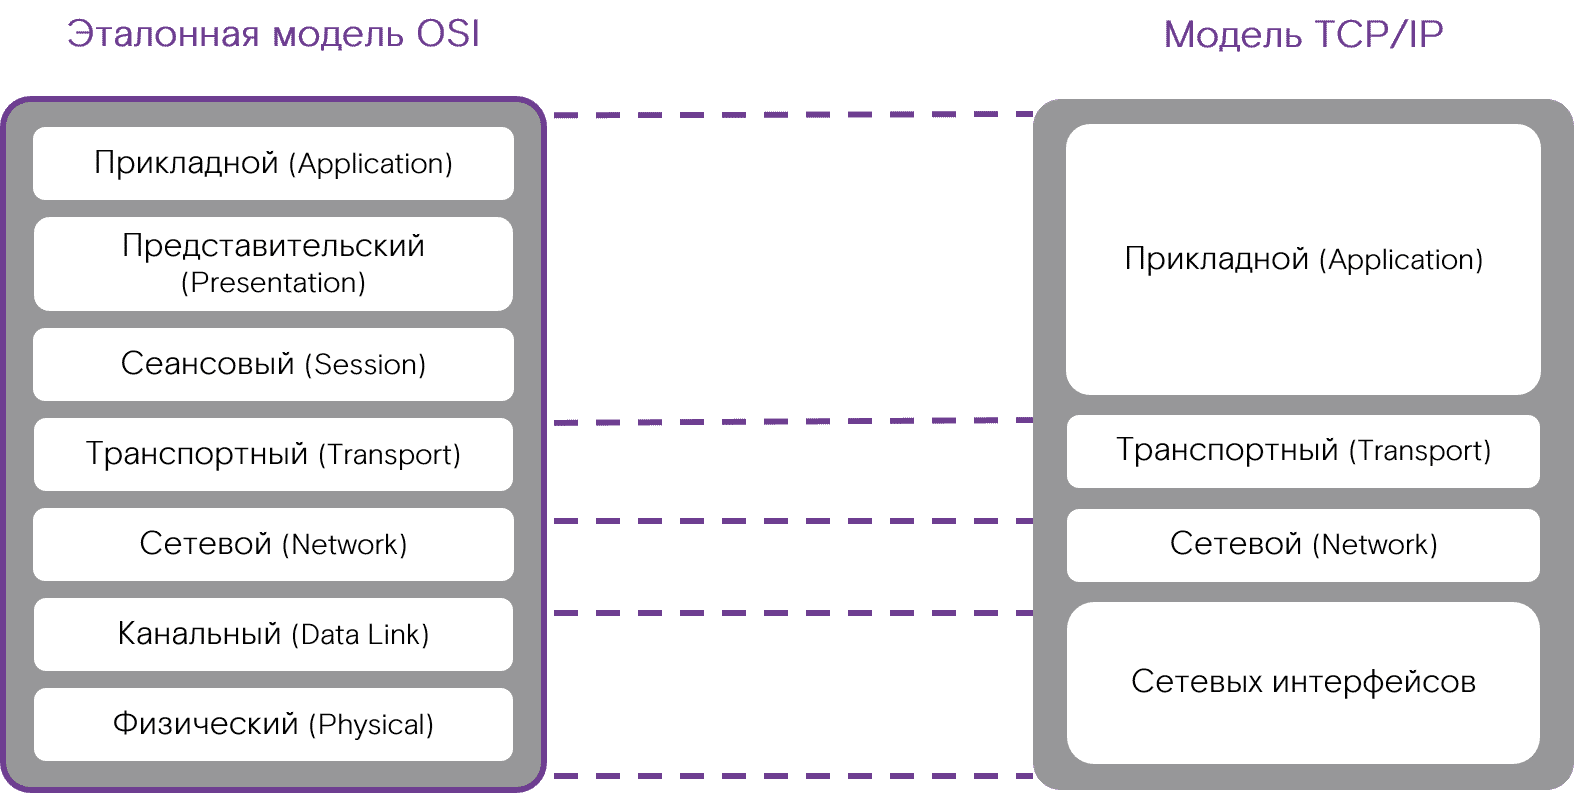 Эталонная модель OSI
Прикладной (Application)
Представительский
(Presentation)
Сеансовый (Session)
Транспортный (Transport)
Сетевой (Network)
Канальный (Data Link)
Физический (Physical)
Модель TCP/IP
Прикладной (Application)
Транспортный (Transport)
Сетевой (Network)
Сетевых интерфейсов